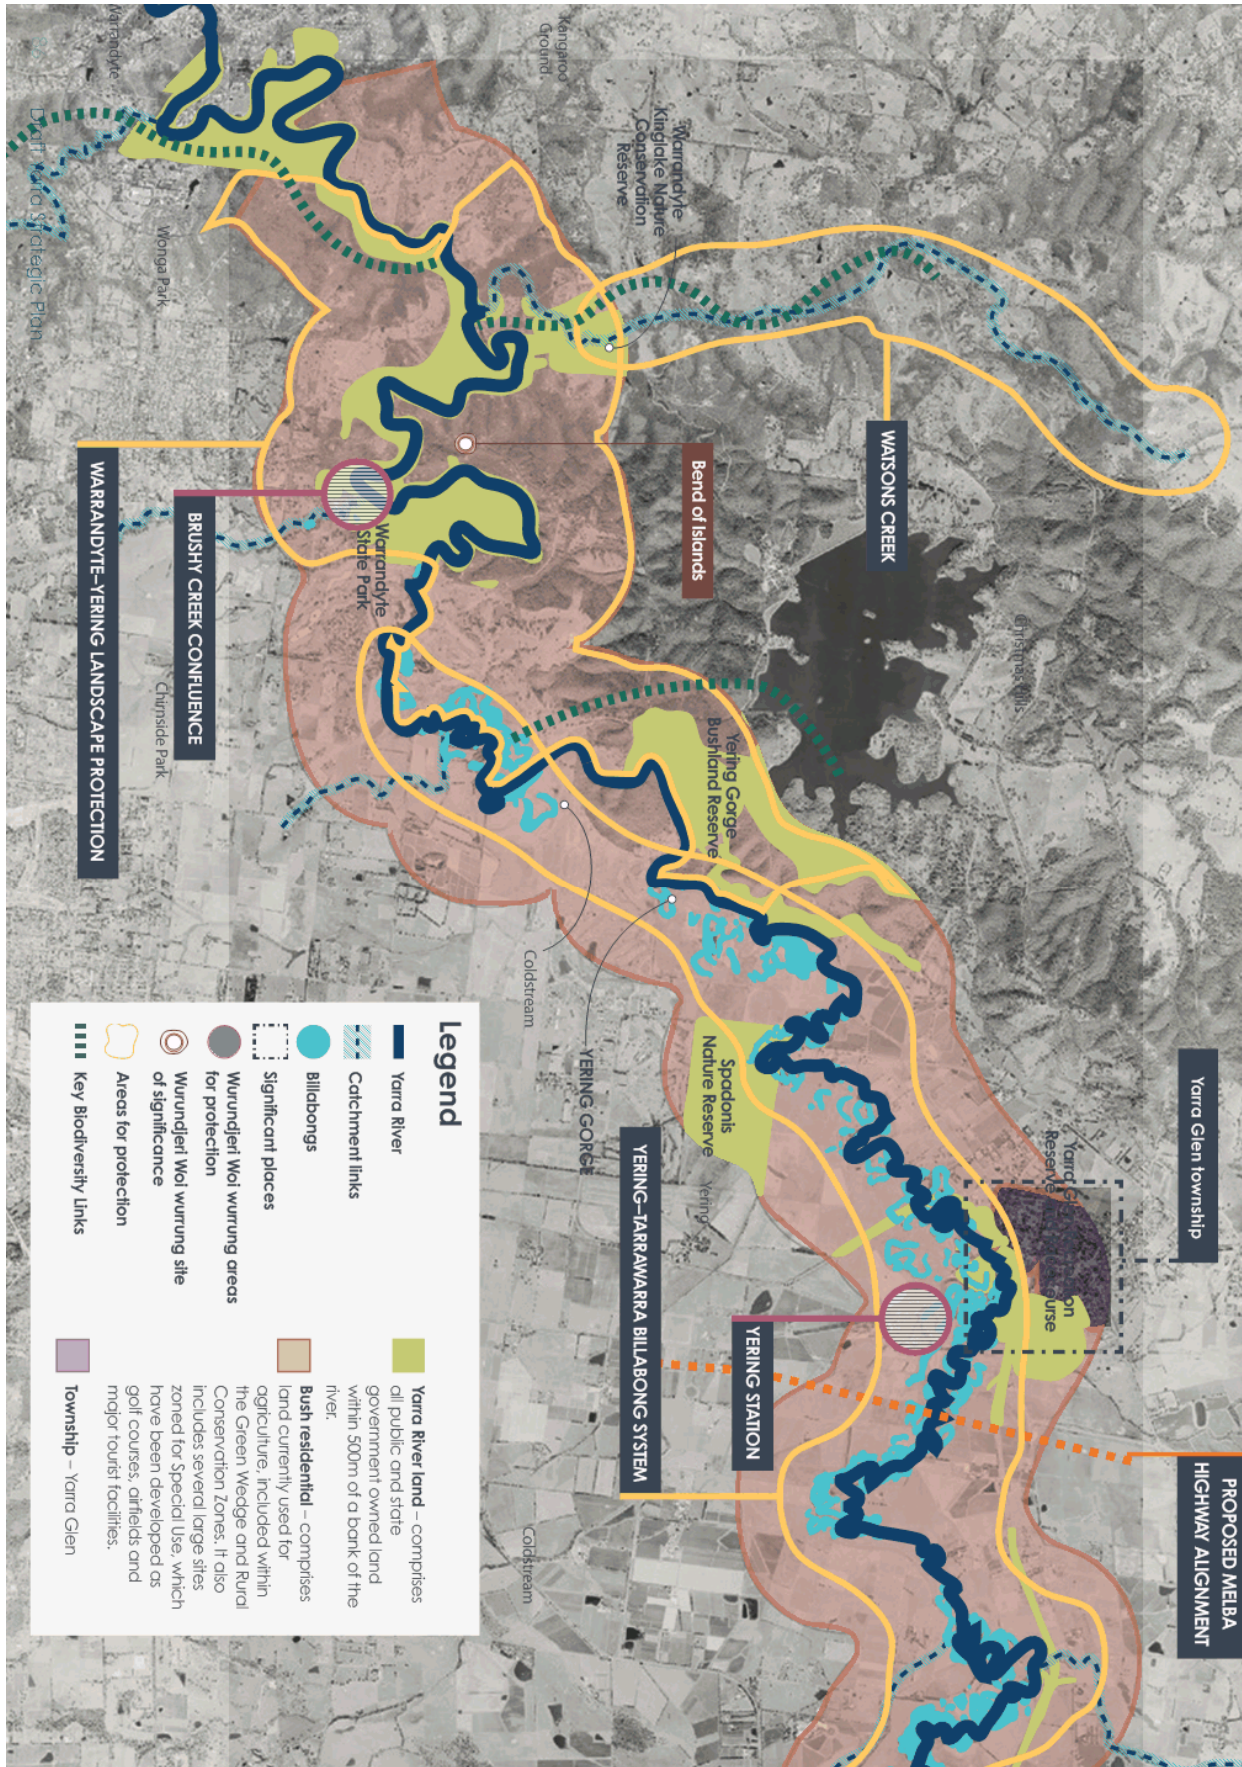 PROPOSED MELBA
HIGHWAY ALIGNMENT
Yarra Glen township
Christmas Hills
Yarra
Reserve
WATSONS CREEK
Yering Gorge
Bushland Reserve
Spadonis
Nature Reserve
Yering
YERING STATION
YERING–TARRAWARRA BILLABONG SYSTEM
Bend of Islands
Warrandyte
Kinglake Nature
Conservation
Reserve
Kangaroo
Ground
YERING GORGE
Coldstream
Coldstream
Warrandyte
State Park
BRUSHY CREEK CONFLUENCE
Chirnside Park
Wonga Park
WARRANDYTE–YERING LANDSCAPE PROTECTION
Warrandyte
Draft Yarra Strategic Plan
Legend
Yarra River
Catchment links
Billabongs
Significant places
Wurundjeri Woi wurrung areas
for protection
Wurundjeri Woi wurrung site
of significance
Areas for protection
Key Biodiversity Links
Yarra River land – comprises
all public and state
government owned land
within 500m of a bank of the
river.
Bush residential – comprises
land currently used for
agriculture, included within
the Green Wedge and Rural
Conservation Zones. It also
includes several large sites
zoned for Special Use, which
have been developed as
golf courses, airfields and
major tourist facilities.
Township – Yarra Glen